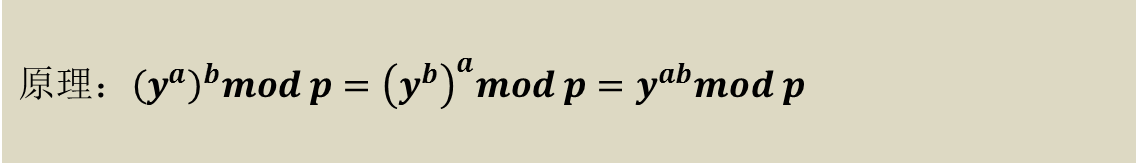 原理：(y^a)^b mod p = (y^b)^a mod p = y^{ab} mod p